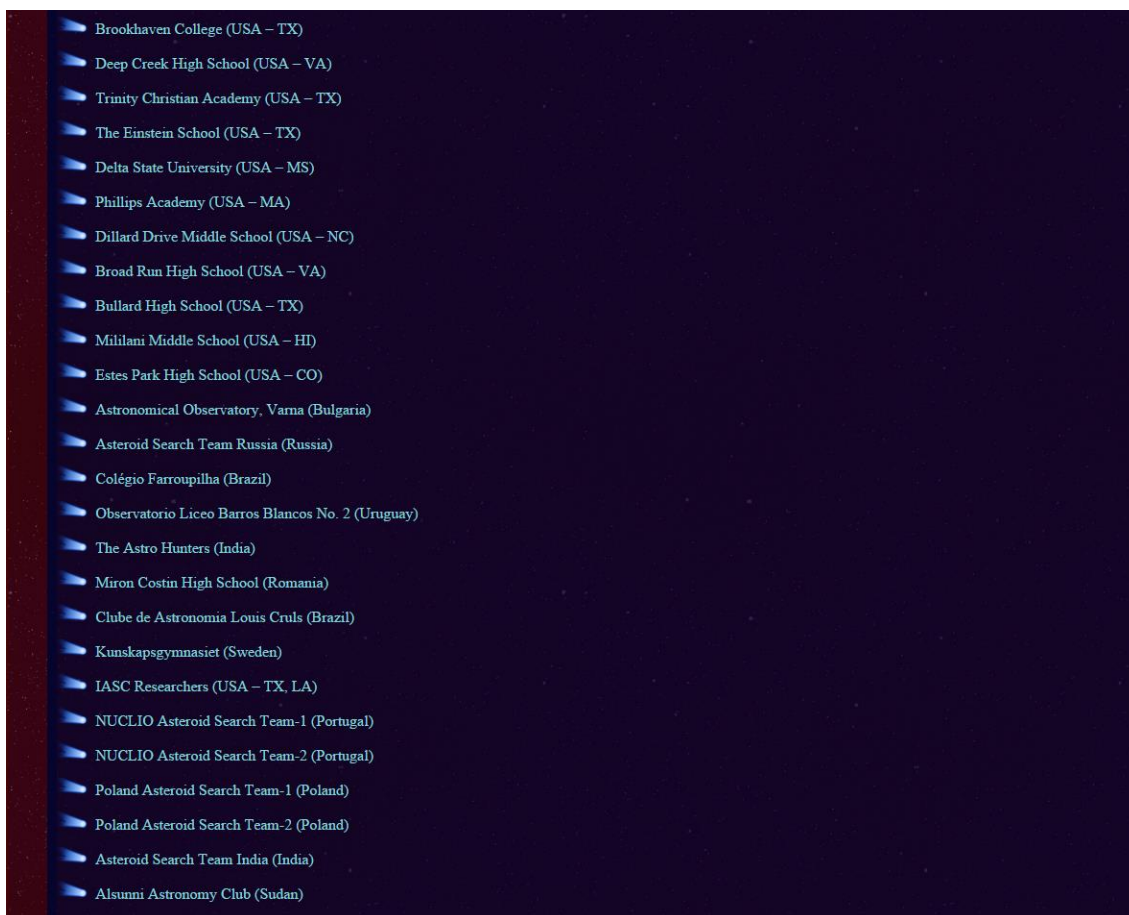 Brookhaven College (USA – TX)
Deep Creek High School (USA – VA)
Trinity Christian Academy (USA – TX)
The Einstein School (USA – TX)
Delta State University (USA – MS)
Phillips Academy (USA – MA)
Dillard Drive Middle School (USA – NC)
Broad Run High School (USA – VA)
Bullard High School (USA – TX)
Mililani Middle School (USA – HI)
Estes Park High School (USA – CO)
Astronomical Observatory, Varna (Bulgaria)
Asteroid Search Team Russia (Russia)
Colégio Farroupilha (Brazil)
Observatorio Liceo Barros Blancos No. 2 (Uruguay)
The Astro Hunters (India)
Miron Costin High School (Romania)
Clube de Astronomia Louis Cruls (Brazil)
Kunskapsgymnasiet (Sweden)
IASC Researchers (USA – TX, LA)
NUCLIO Asteroid Search Team-1 (Portugal)
NUCLIO Asteroid Search Team-2 (Portugal)
Poland Asteroid Search Team-1 (Poland)
Poland Asteroid Search Team-2 (Poland)
Asteroid Search Team India (India)
Alsunni Astronomy Club (Sudan)